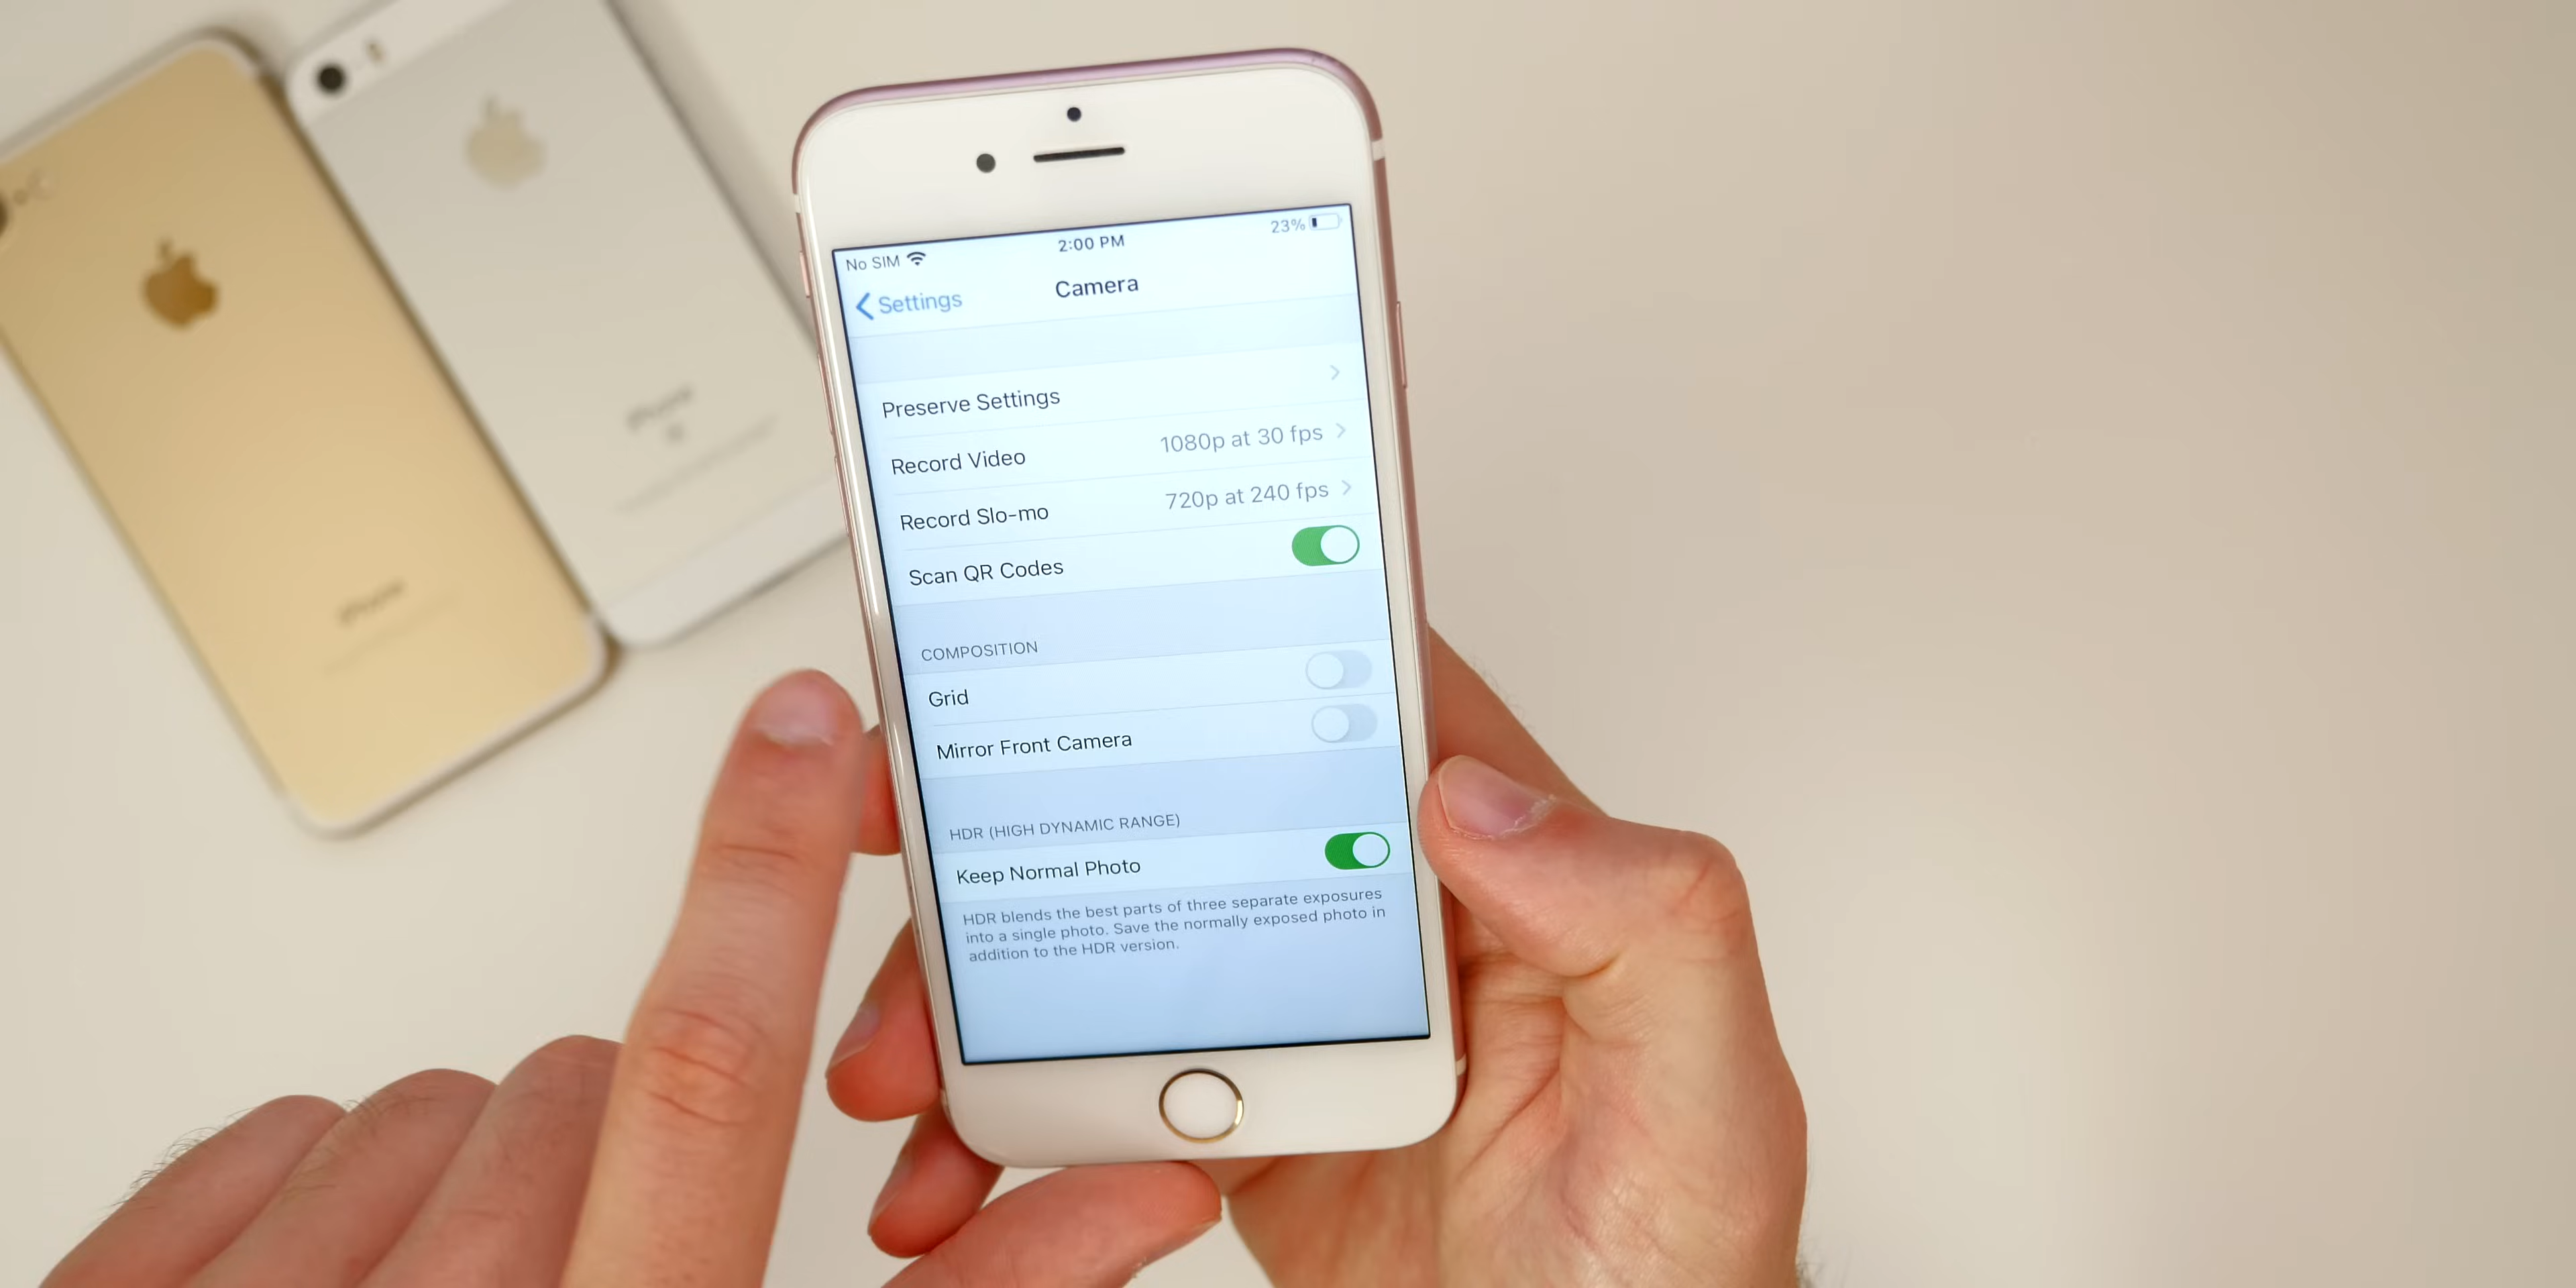 No SIM 2:00 PM 23%
Settings Camera
Preserve Settings
Record Video 1080p at 30 fps
Record Slo-mo 720p at 240 fps
Scan QR Codes
COMPOSITION
Grid
Mirror Front Camera
HDR (HIGH DYNAMIC RANGE)
Keep Normal Photo
HDR blends the best parts of three separate exposures
into a single photo. Save the normally exposed photo in
addition to the HDR version.
iPhone
iPhone